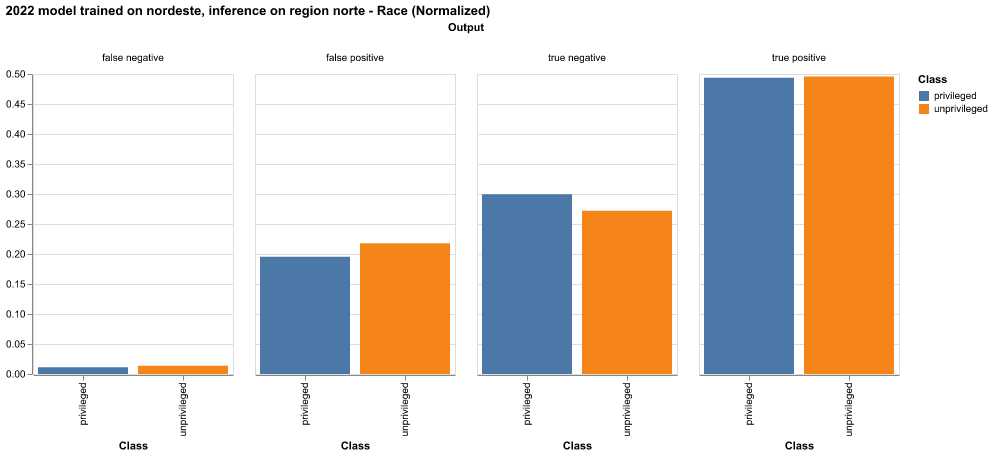 2022 model trained on nordeste, inference on region norte - Race (Normalized)
Output
false negative
false positive
true negative
true positive
0.50
0.45
0.40
0.35
0.30
0.25
0.20
0.15
0.10
0.05
0.00
privileged
unprivileged
privileged
unprivileged
privileged
unprivileged
privileged
unprivileged
Class
Class
Class
Class
Class
privileged
unprivileged